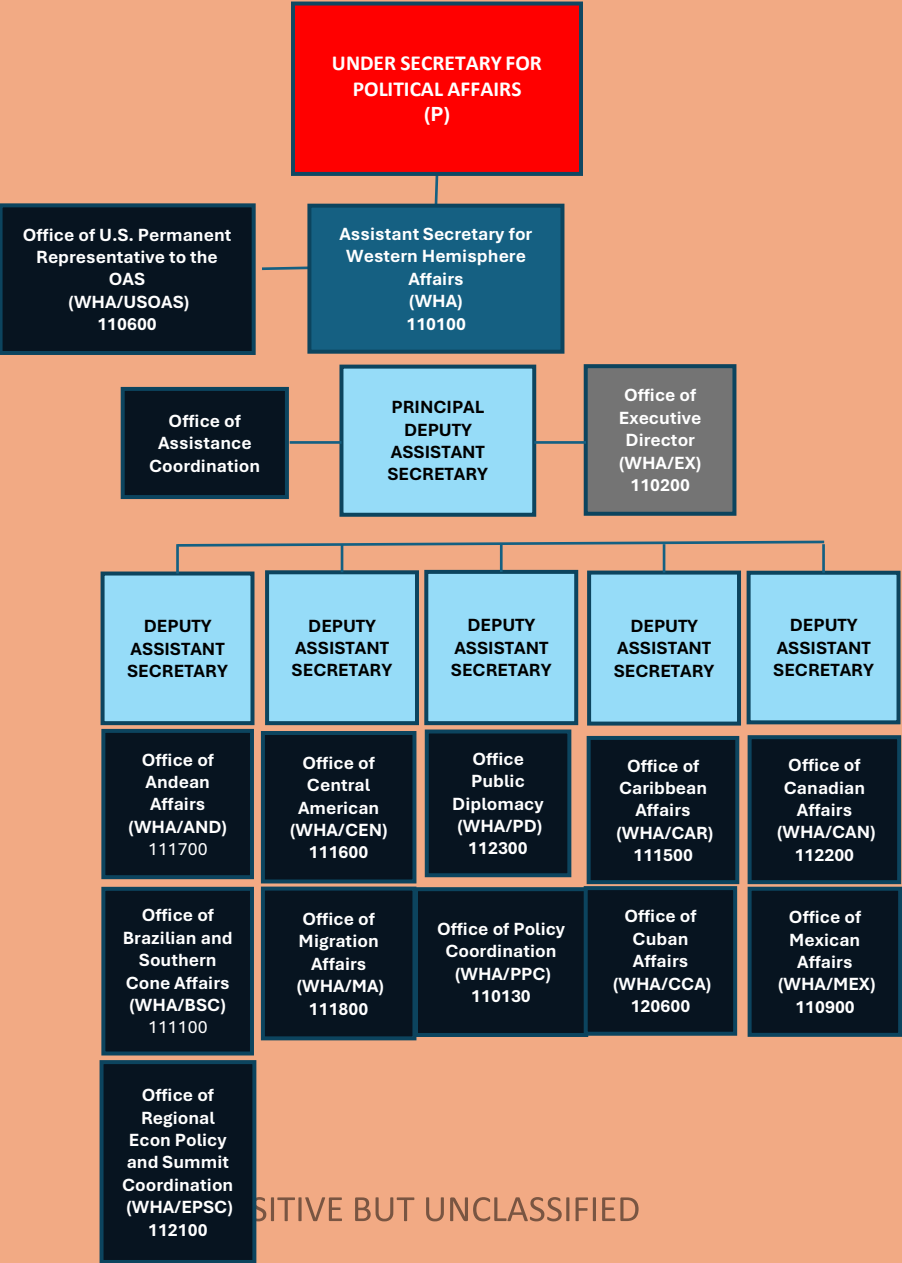 UNDER SECRETARY FOR
POLITICAL AFFAIRS
(P)
Office of U.S. Permanent
Representative to the
OAS
(WHA/USOAS)
110600
Assistant Secretary for
Western Hemisphere
Affairs
(WHA)
110100
Office of
Assistance
Coordination
PRINCIPAL
DEPUTY
ASSISTANT
SECRETARY
Office of
Executive
Director
(WHA/EX)
110200
DEPUTY
ASSISTANT
SECRETARY
DEPUTY
ASSISTANT
SECRETARY
DEPUTY
ASSISTANT
SECRETARY
DEPUTY
ASSISTANT
SECRETARY
DEPUTY
ASSISTANT
SECRETARY
Office of
Andean
Affairs
(WHA/AND)
111700
Office of
Central
American
(WHA/CEN)
111600
Office
Public
Diplomacy
(WHA/PD)
112300
Office of
Caribbean
Affairs
(WHA/CAR)
111500
Office of
Canadian
Affairs
(WHA/CAN)
112200
Office of
Brazilian and
Southern
Cone Affairs
(WHA/BSC)
111100
Office of
Migration
Affairs
(WHA/MA)
111800
Office of Policy
Coordination
(WHA/PPC)
110130
Office of
Cuban
Affairs
(WHA/CCA)
120600
Office of
Mexican
Affairs
(WHA/MEX)
110900
Office of
Regional
Econ Policy
and Summit
Coordination
(WHA/EPSC)
112100
SITIVE BUT UNCLASSIFIED